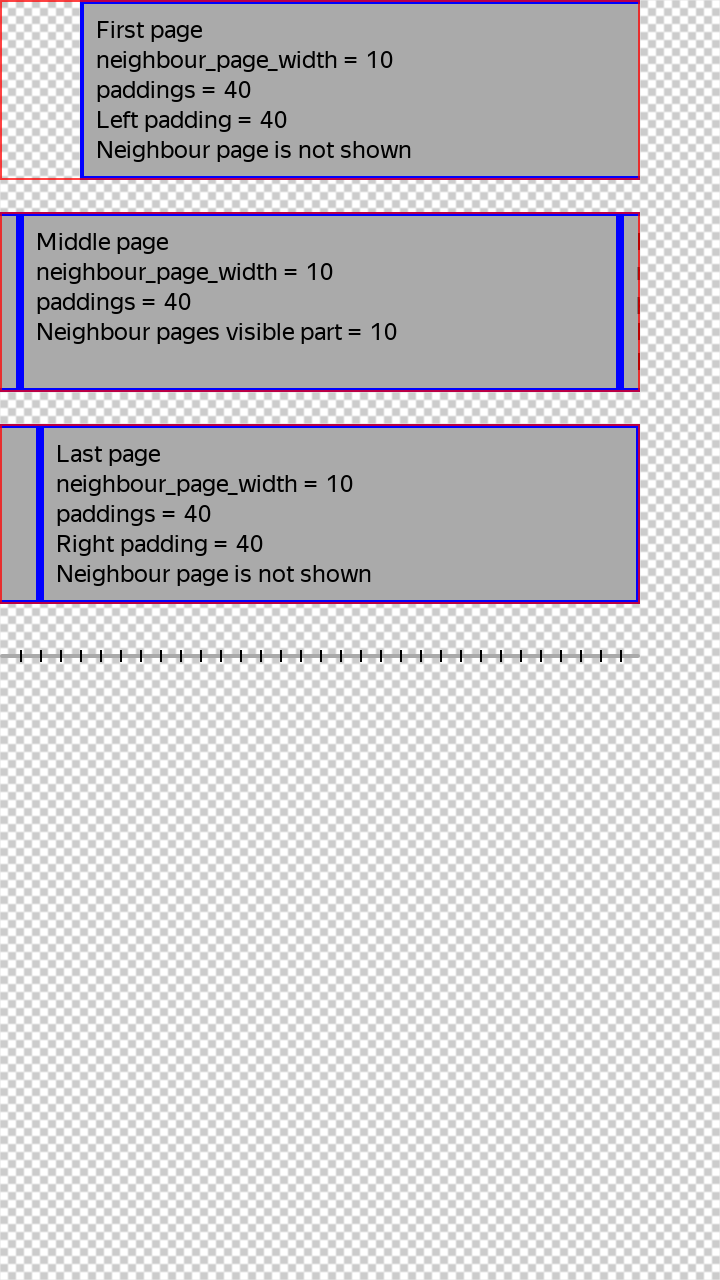 First page
neighbour_page_width = 10
paddings = 40
Left padding = 40
Neighbour page is not shown
Middle page
neighbour_page_width = 10
paddings = 40
Neighbour pages visible part = 10
Last page
neighbour_page_width = 10
paddings = 40
Right padding = 40
Neighbour page is not shown